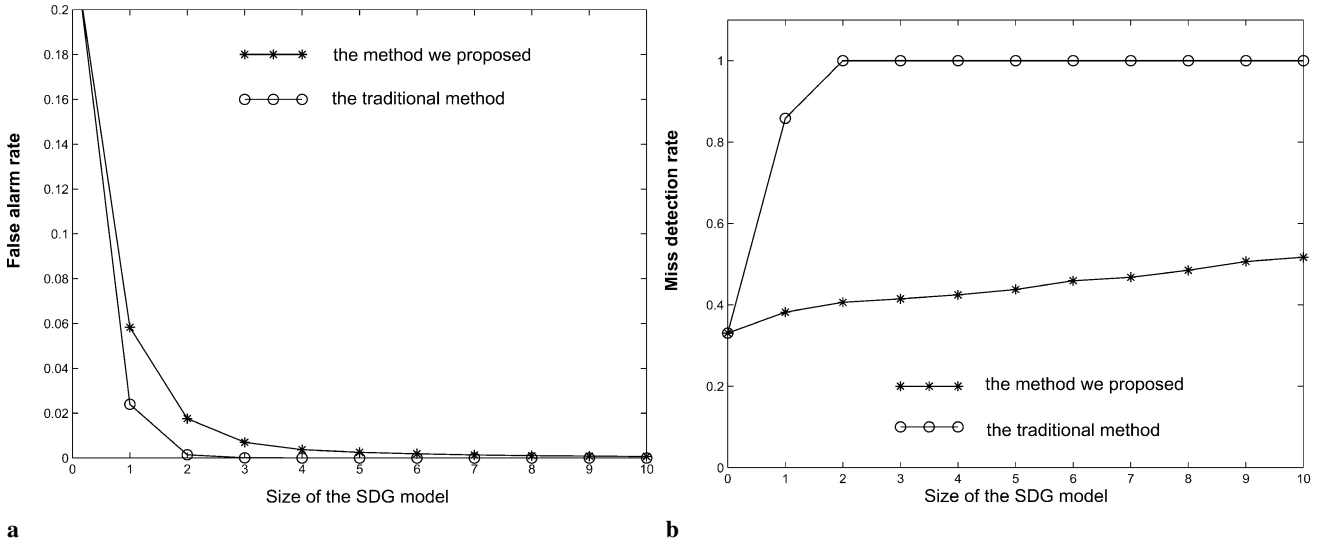 0.2
0.18
0.16
0.14
0.12
0.1
0.08
0.06
0.04
0.02
0
False alarm rate
the method we proposed
the traditional method
0 1 2 3 4 5 6 7 8 9 10
Size of the SDG model
a
1
0.8
0.6
0.4
0.2
0
Miss detection rate
the method we proposed
the traditional method
0 1 2 3 4 5 6 7 8 9 10
Size of the SDG model
b